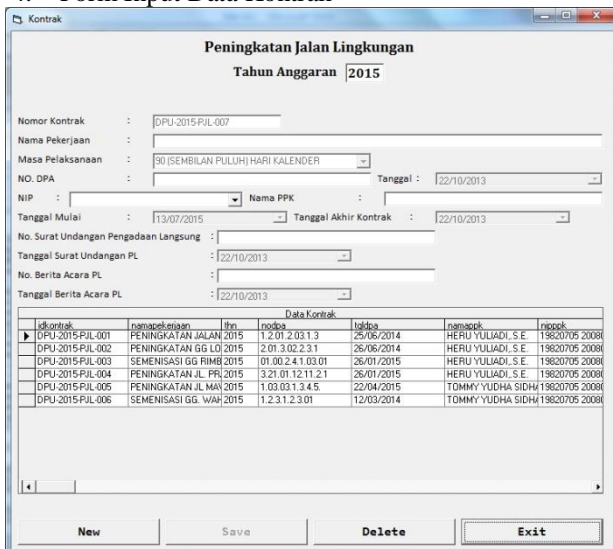 4. Form Input Data Kontrak
Kontrak
Peningkatan Jalan Lingkungan
Tahun Anggaran 2015
Nomor Kontrak : DPU-2015-PJL-007
Nama Pekerjaan :
Masa Pelaksanaan : 90 (SEMBILAN PULUH) HARI KALENDER
NO. DPA : Tanggal : 22/10/2013
NIP : Nama PPK :
Tanggal Mulai : 13/07/2015 Tanggal Akhir Kontrak : 22/10/2013
No. Surat Undangan Pengadaan Langsung :
Tanggal Surat Undangan PL : 22/10/2013
No. Berita Acara PL :
Tanggal Berita Acara PL : 22/10/2013
Data Kontrak
idkontrak namapekerjaan thn nodpa tgldpa namappk nipppk
DPU-2015-PJL-001 PENINGKATAN JALAN 2015 1.2.01.2.03.1.3 25/06/2014 HERU YULIADI,.S.E. 19820705 2008
DPU-2015-PJL-002 PENINGKATAN GG LO 2015 2.01.3.02.2.3.1 26/06/2014 HERU YULIADI,.S.E. 19820705 2008
DPU-2015-PJL-003 SEMENISASI GG RIMB 2015 01.00.2.4.1.03.01 26/01/2015 HERU YULIADI,.S.E. 19820705 2008
DPU-2015-PJL-004 PENINGKATAN JL. PR 2015 3.21.01.12.11.2.1 26/01/2015 HERU YULIADI,.S.E. 19820705 2008
DPU-2015-PJL-005 PENINGKATAN JL MA 2015 1.03.03.1.3.4.5. 22/04/2015 TOMMY YUDHA SIDH 19820705 2008
DPU-2015-PJL-006 SEMENISASI GG. WAH 2015 1.2.3.1.2.3.01 12/03/2014 TOMMY YUDHA SIDH 19820705 2008
New Save Delete Exit